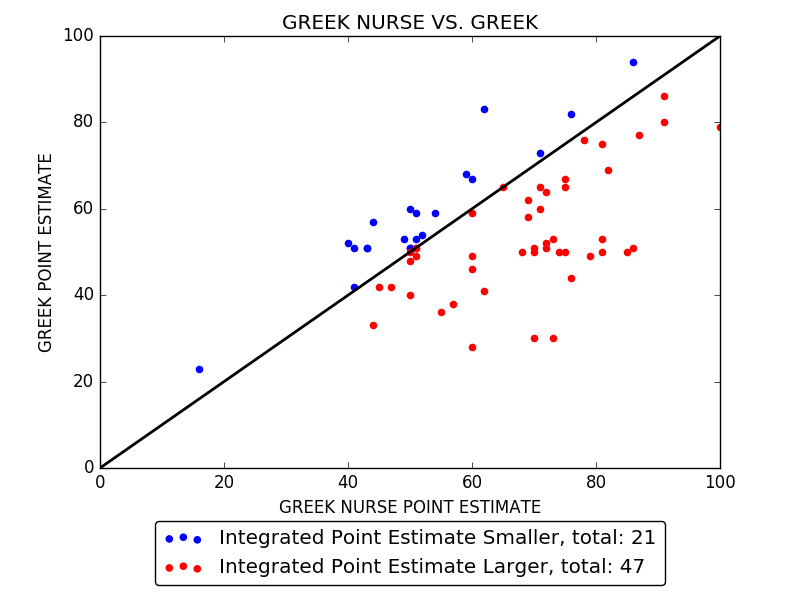 GREEK NURSE VS. GREEK
100
80
60
40
20
0
GREEK POINT ESTIMATE
0 20 40 60 80 100
GREEK NURSE POINT ESTIMATE
Integrated Point Estimate Smaller, total: 21
Integrated Point Estimate Larger, total: 47